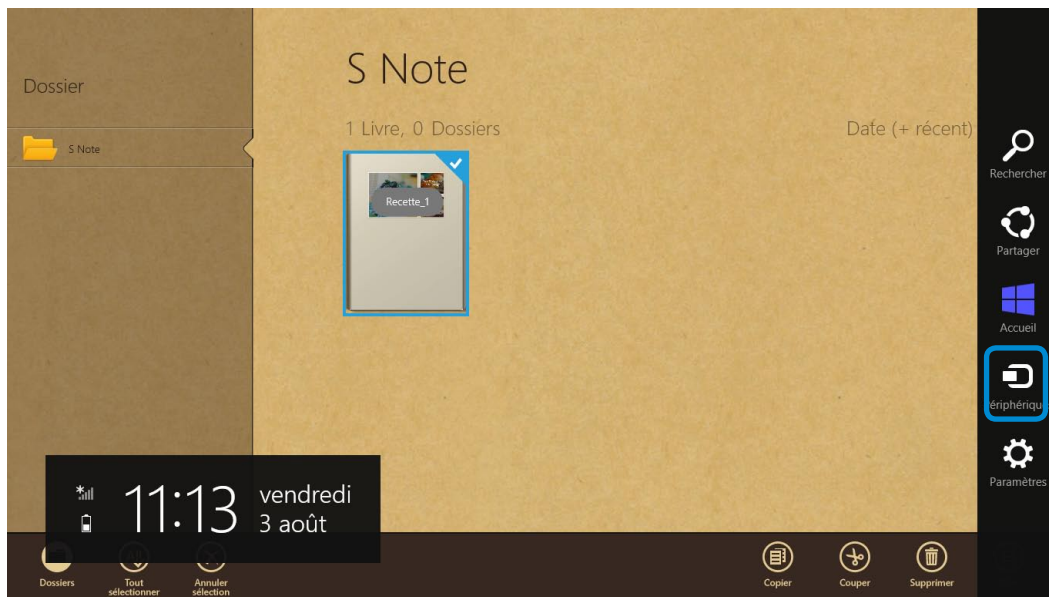 Dossier
S Note
S Note
1 Livre, 0 Dossiers
Date (+ récent)
Recette_1
Rechercher
Partager
Accueil
ériphériqu
Paramètres
11:13
vendredi
3 août
Dossiers
Tout
sélectionner
Annuler
sélection
Copier
Couper
Supprimer